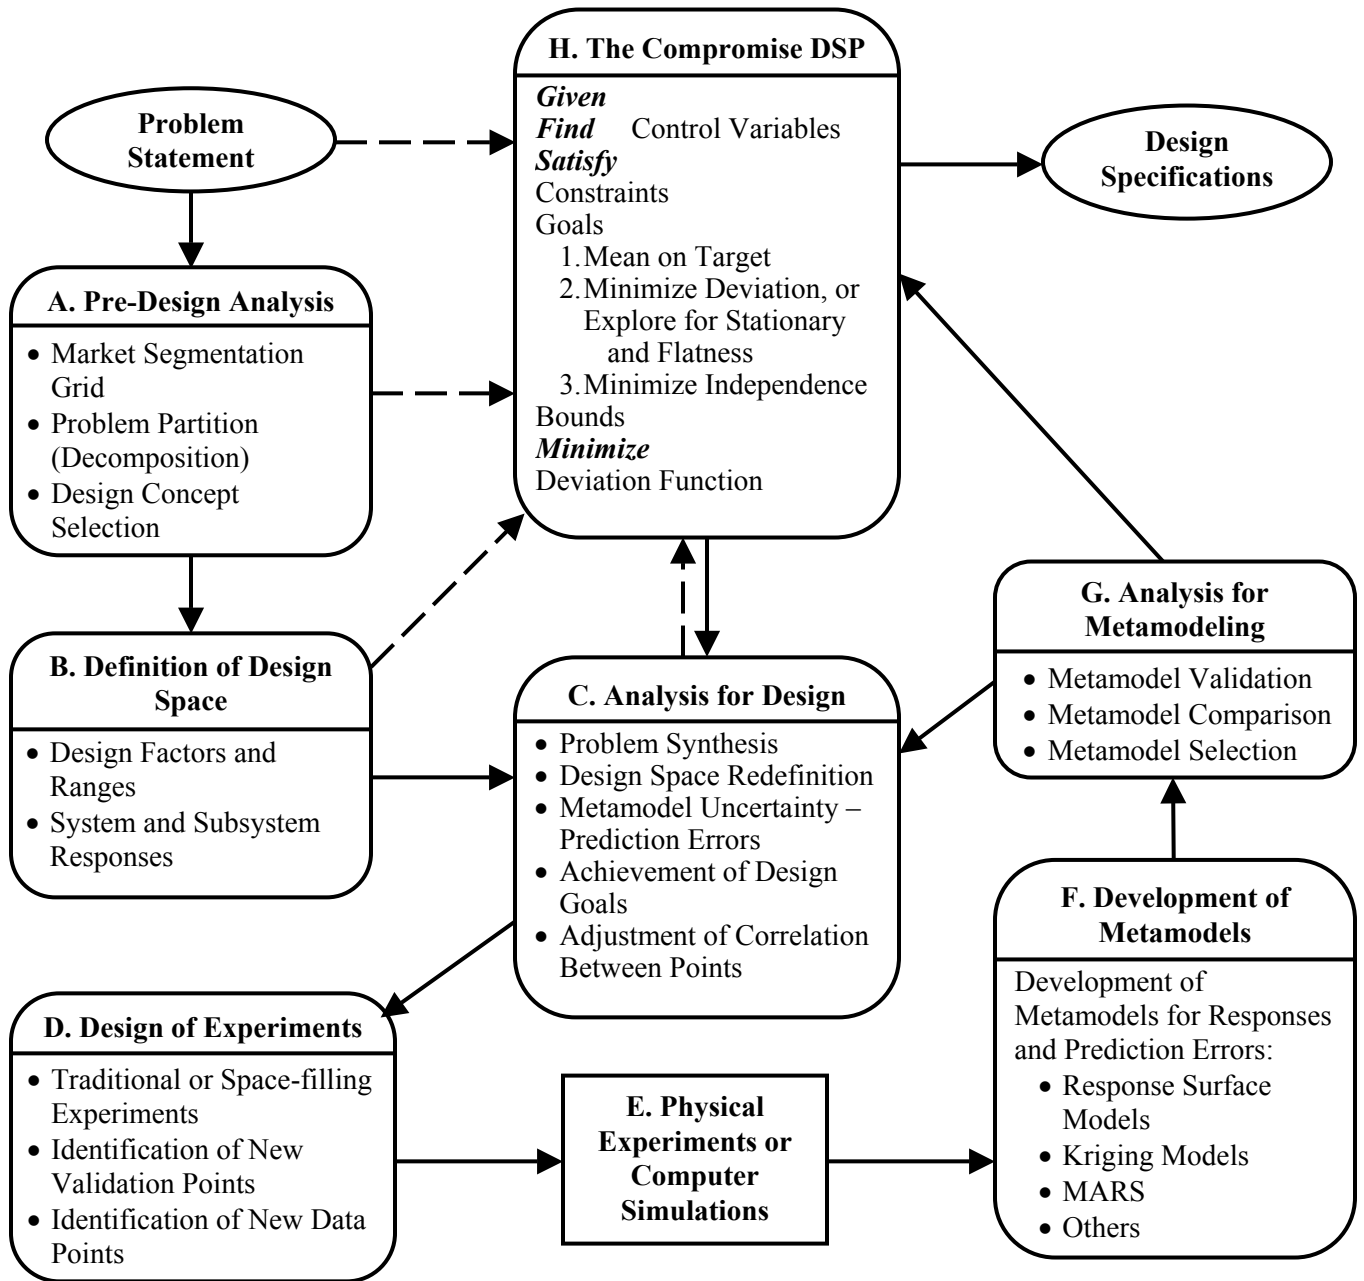 Problem
Statement
H. The Compromise DSP
Given
Find Control Variables
Satisfy
Constraints
Goals
1. Mean on Target
2. Minimize Deviation, or
Explore for Stationary
and Flatness
3. Minimize Independence
Bounds
Minimize
Deviation Function
Design
Specifications
A. Pre-Design Analysis
• Market Segmentation
Grid
• Problem Partition
(Decomposition)
• Design Concept
Selection
B. Definition of Design
Space
• Design Factors and
Ranges
• System and Subsystem
Responses
C. Analysis for Design
• Problem Synthesis
• Design Space Redefinition
• Metamodel Uncertainty –
Prediction Errors
• Achievement of Design
Goals
• Adjustment of Correlation
Between Points
G. Analysis for
Metamodeling
• Metamodel Validation
• Metamodel Comparison
• Metamodel Selection
D. Design of Experiments
• Traditional or Space-filling
Experiments
• Identification of New
Validation Points
• Identification of New Data
Points
E. Physical
Experiments or
Computer
Simulations
F. Development of
Metamodels
Development of
Metamodels for Responses
and Prediction Errors:
• Response Surface
Models
• Kriging Models
• MARS
• Others